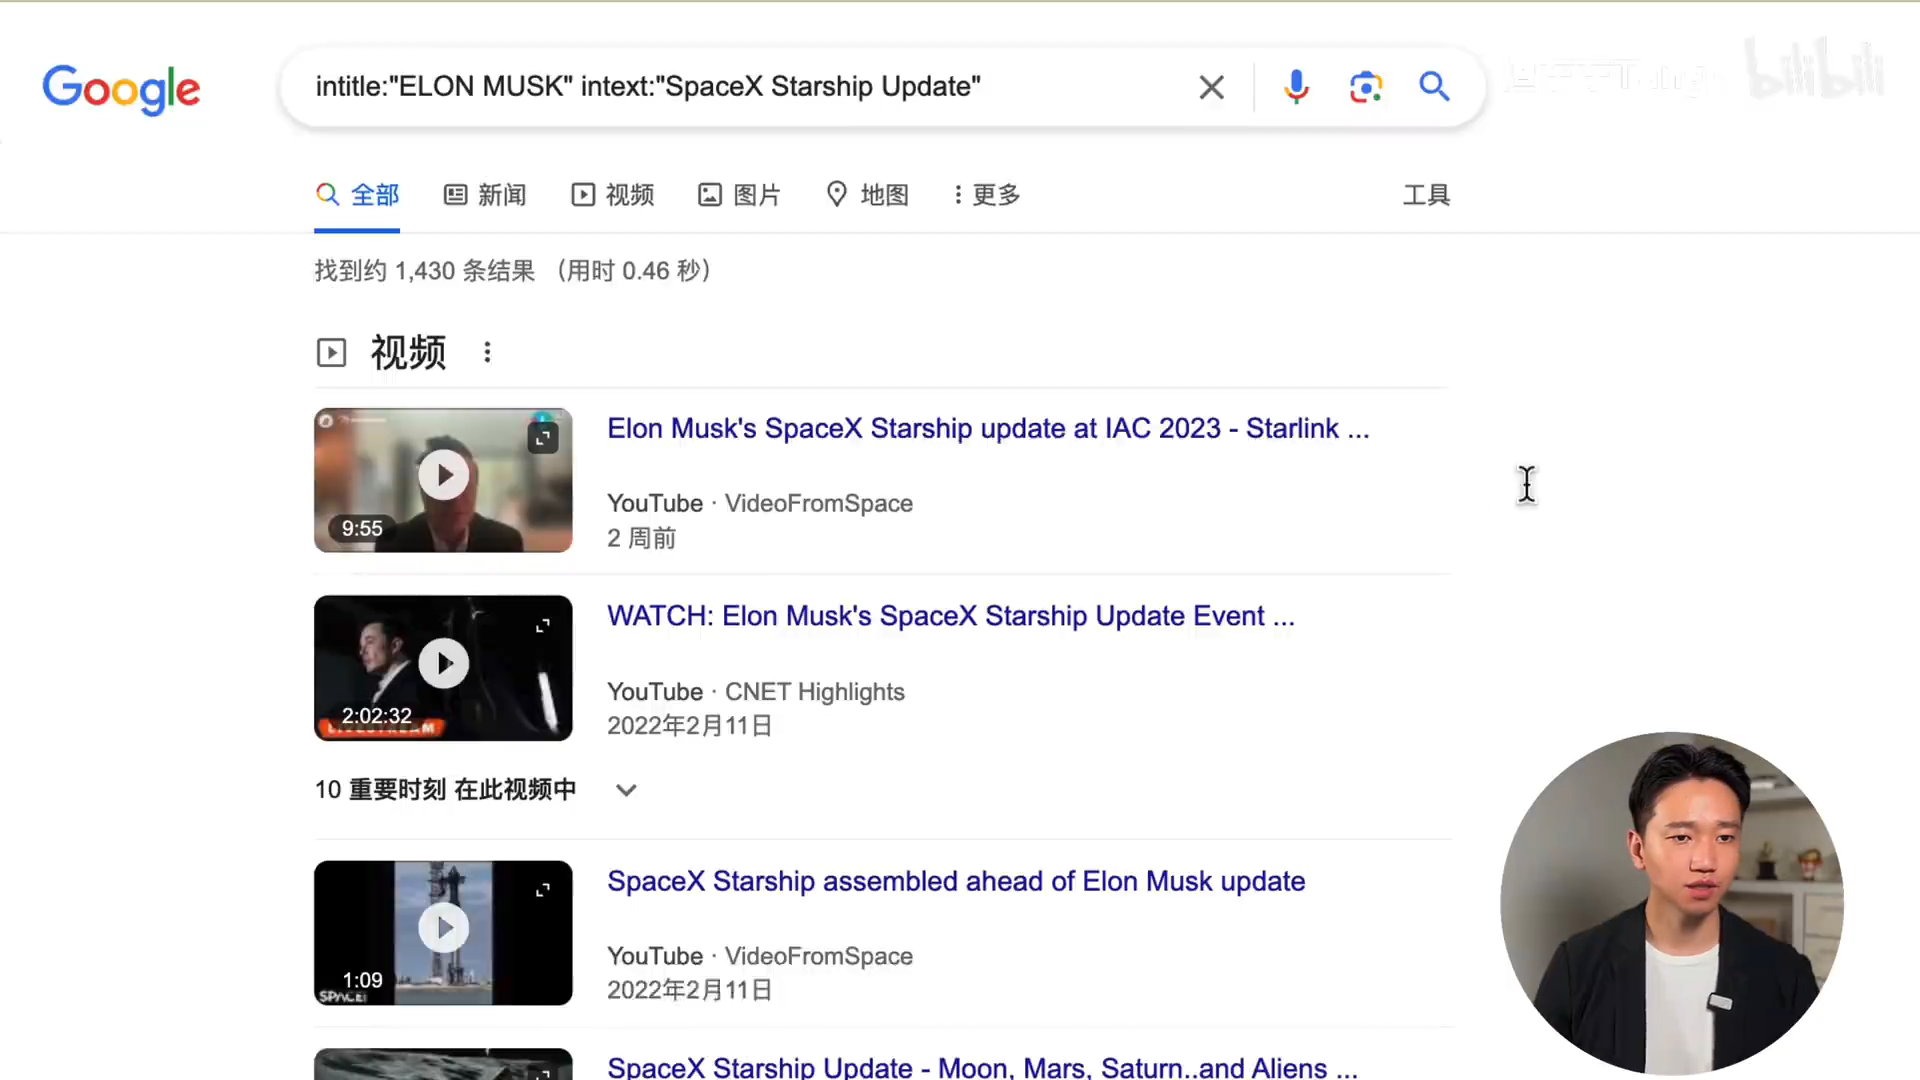 bilibili
Google
intitle:"ELON MUSK" intext:"SpaceX Starship Update"
全部 新闻 视频 图片 地图 更多 工具
找到约 1,430 条结果 （用时 0.46 秒）
视频
Elon Musk's SpaceX Starship update at IAC 2023 - Starlink ...
YouTube · VideoFromSpace
2 周前
9:55
WATCH: Elon Musk's SpaceX Starship Update Event ...
YouTube · CNET Highlights
2022年2月11日
2:02:32
LIVESTREAM
10 重要时刻 在此视频中
SpaceX Starship assembled ahead of Elon Musk update
YouTube · VideoFromSpace
2022年2月11日
1:09
SpaceX Starship Update - Moon, Mars, Saturn..and Aliens ...